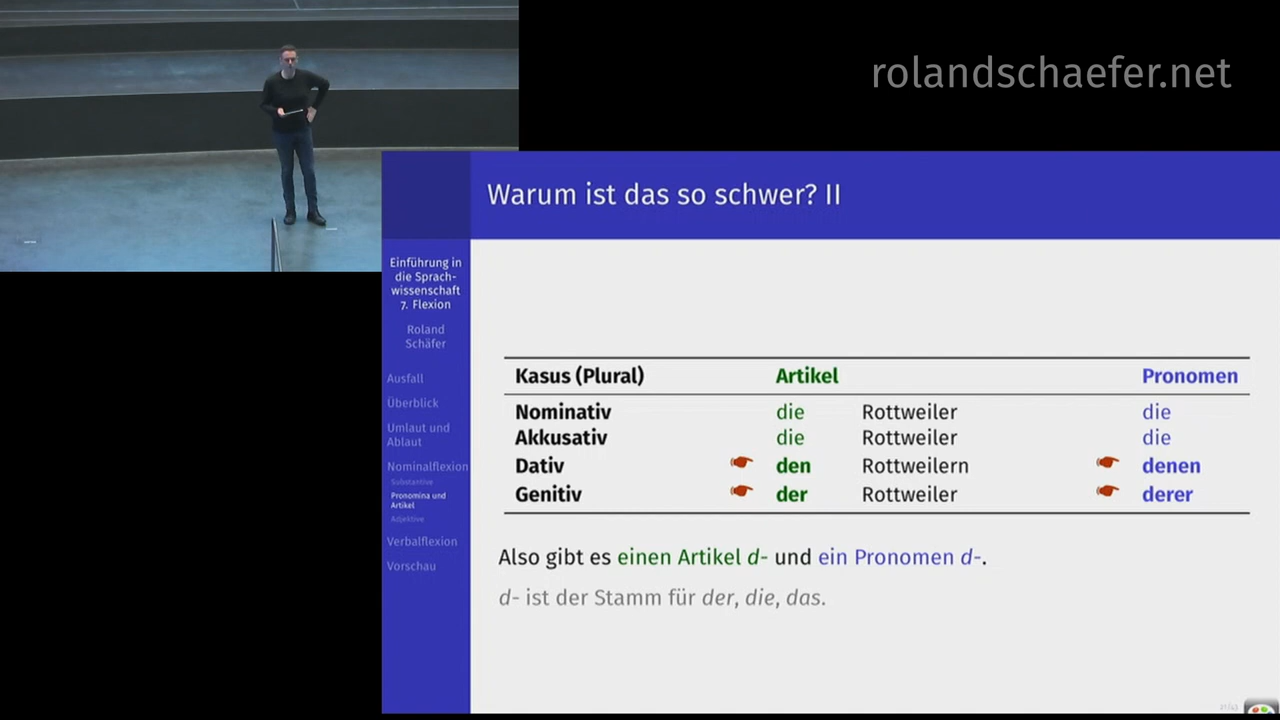 rolandschaefer.net
Warum ist das so schwer? II
Einführung in
die Sprach-
wissenschaft
7. Flexion
Roland
Schäfer
Ausfall
Überblick
Umlaut und
Ablaut
Nominalflexion
Substantive
Pronomina und
Artikel
Adjektive
Verbalflexion
Vorschau
Kasus (Plural) Artikel Pronomen
Nominativ die Rottweiler die
Akkusativ die Rottweiler die
Dativ den Rottweilern denen
Genitiv der Rottweiler derer
Also gibt es einen Artikel d- und ein Pronomen d-.
d- ist der Stamm für der, die, das.